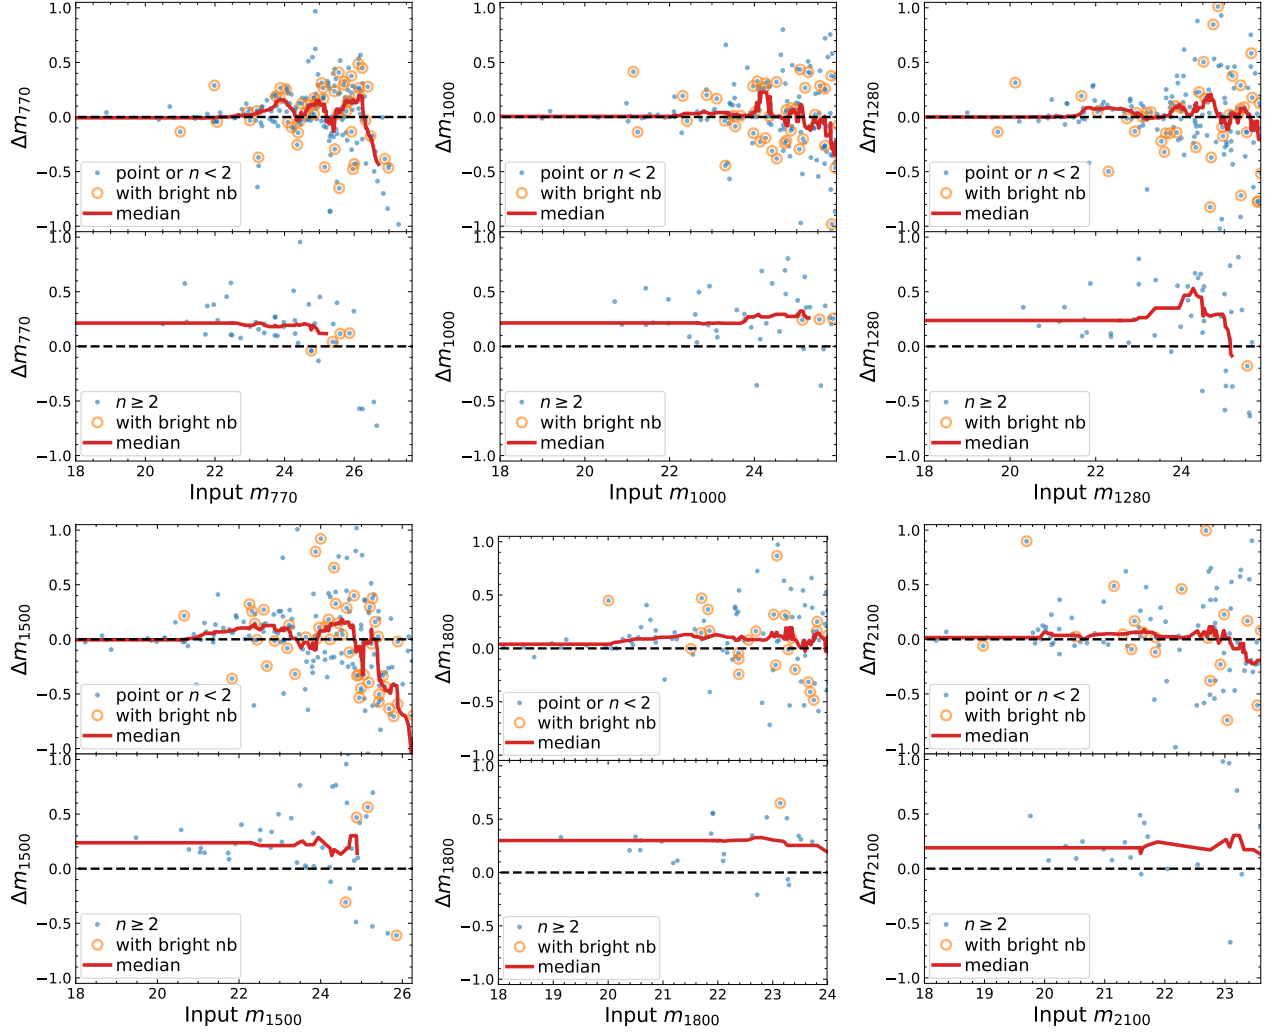 1.0
0.5
0.0
−0.5
−1.0
Δm770
point or n < 2
with bright nb
median
1.0
0.5
0.0
−0.5
−1.0
Δm770
n ≥ 2
with bright nb
median
18 20 22 24 26
Input m770
1.0
0.5
0.0
−0.5
−1.0
Δm1000
point or n < 2
with bright nb
median
1.0
0.5
0.0
−0.5
−1.0
Δm1000
n ≥ 2
with bright nb
median
18 20 22 24
Input m1000
1.0
0.5
0.0
−0.5
−1.0
Δm1280
point or n < 2
with bright nb
median
1.0
0.5
0.0
−0.5
−1.0
Δm1280
n ≥ 2
with bright nb
median
18 20 22 24
Input m1280
1.0
0.5
0.0
−0.5
−1.0
Δm1500
point or n < 2
with bright nb
median
1.0
0.5
0.0
−0.5
−1.0
Δm1500
n ≥ 2
with bright nb
median
18 20 22 24 26
Input m1500
1.0
0.5
0.0
−0.5
−1.0
Δm1800
point or n < 2
with bright nb
median
1.0
0.5
0.0
−0.5
−1.0
Δm1800
n ≥ 2
with bright nb
median
18 19 20 21 22 23 24
Input m1800
1.0
0.5
0.0
−0.5
−1.0
Δm2100
point or n < 2
with bright nb
median
1.0
0.5
0.0
−0.5
−1.0
Δm2100
n ≥ 2
with bright nb
median
18 19 20 21 22 23
Input m2100